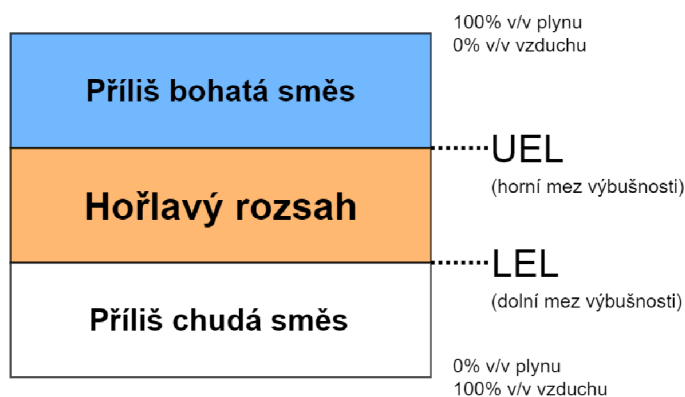 100% v/v plynu
0% v/v vzduchu
Příliš bohatá směs
UEL
(horní mez výbušnosti)
Hořlavý rozsah
LEL
(dolní mez výbušnosti)
Příliš chudá směs
0% v/v plynu
100% v/v vzduchu